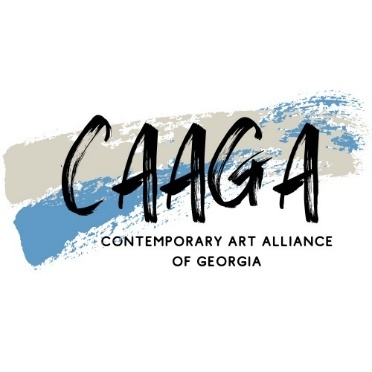 CAAGA
CONTEMPORARY ART ALLIANCE
OF GEORGIA